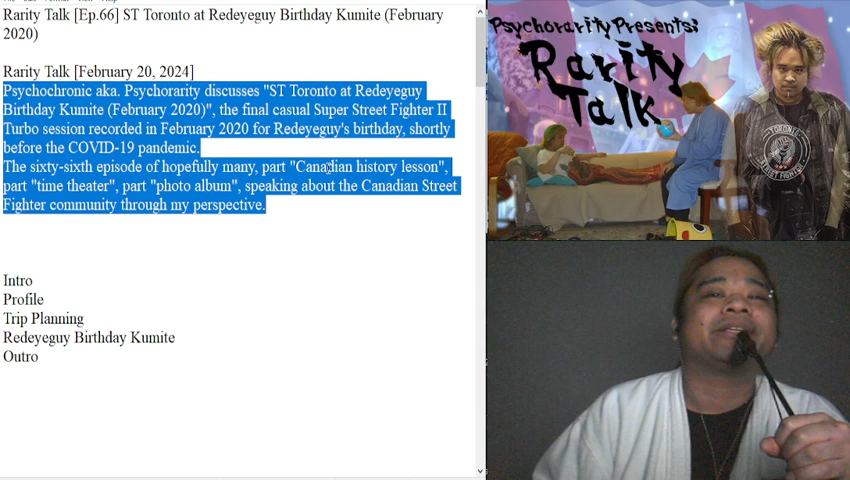 Rarity Talk [Ep.66] ST Toronto at Redeyeguy Birthday Kumite (February
2020)
Rarity Talk [February 20, 2024]
Psychochronic aka. Psychorarity discusses "ST Toronto at Redeyeguy
Birthday Kumite (February 2020)", the final casual Super Street Fighter II
Turbo session recorded in February 2020 for Redeyeguy's birthday, shortly
before the COVID-19 pandemic.
The sixty-sixth episode of hopefully many, part "Canadian history lesson",
part "time theater", part "photo album", speaking about the Canadian Street
Fighter community through my perspective.
Intro
Profile
Trip Planning
Redeyeguy Birthday Kumite
Outro
Psychorarity Presents:
Rarity
Talk
TORONTO
STREET FIGHTER